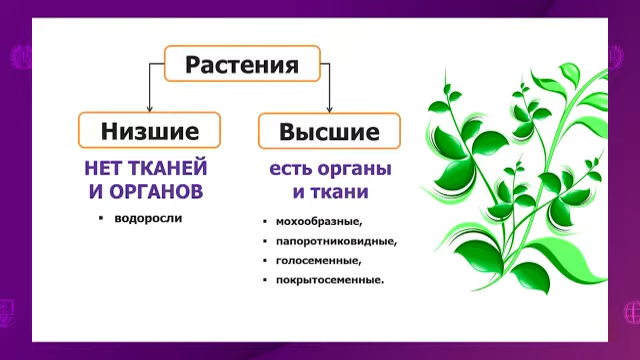 Растения
Низшие
Высшие
НЕТ ТКАНЕЙ
И ОРГАНОВ
▪ водоросли
есть органы
и ткани
▪ мохообразные,
▪ папоротниковидные,
▪ голосеменные,
▪ покрытосеменные.